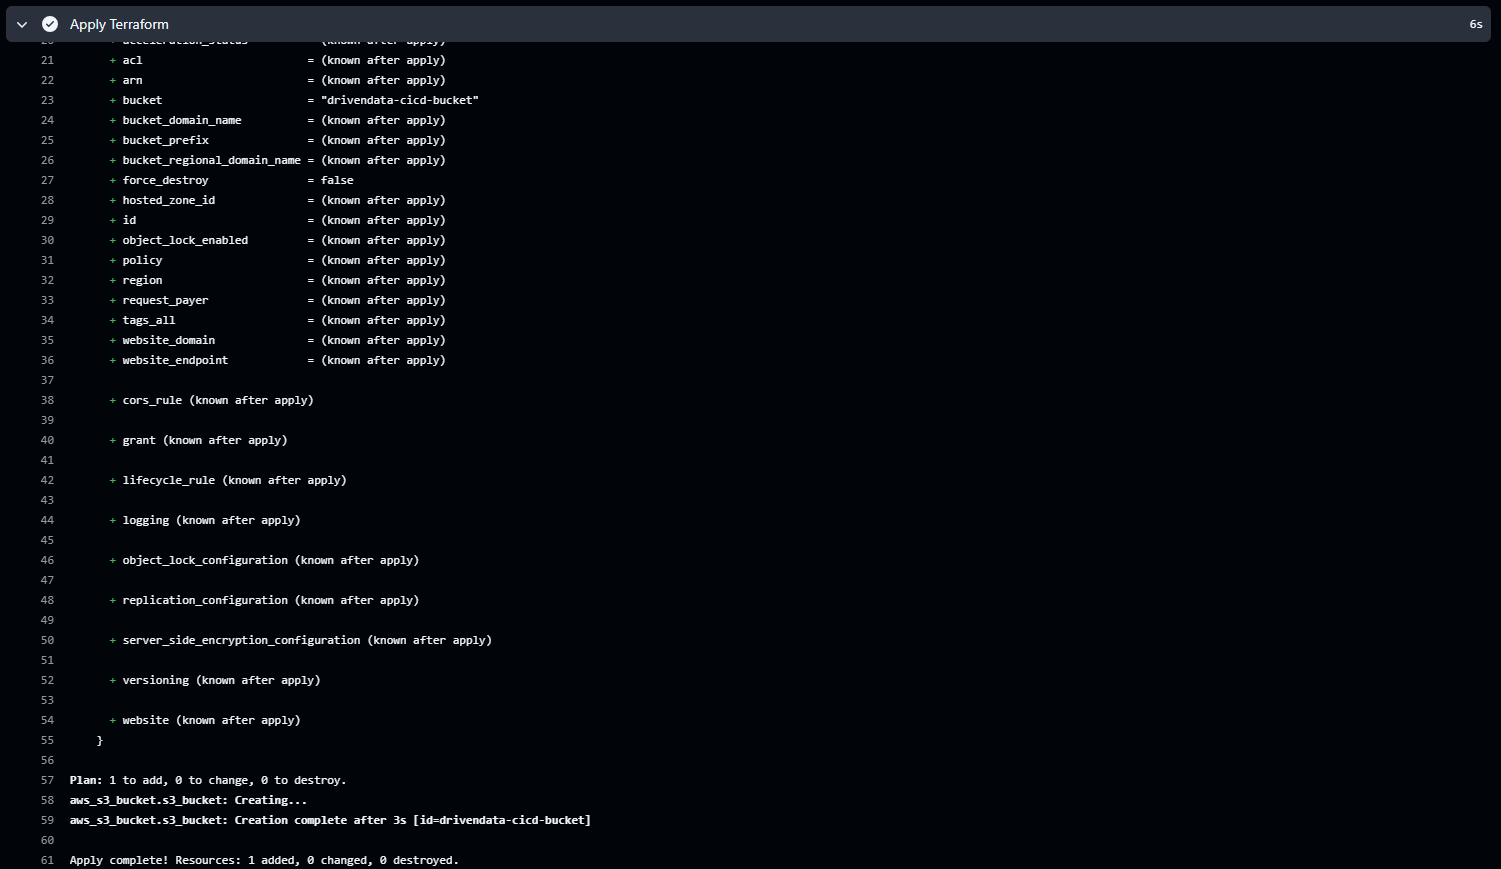 Apply Terraform 6s
20 + acceleration_status = (known after apply)
21 + acl = (known after apply)
22 + arn = (known after apply)
23 + bucket = "drivendata-cicd-bucket"
24 + bucket_domain_name = (known after apply)
25 + bucket_prefix = (known after apply)
26 + bucket_regional_domain_name = (known after apply)
27 + force_destroy = false
28 + hosted_zone_id = (known after apply)
29 + id = (known after apply)
30 + object_lock_enabled = (known after apply)
31 + policy = (known after apply)
32 + region = (known after apply)
33 + request_payer = (known after apply)
34 + tags_all = (known after apply)
35 + website_domain = (known after apply)
36 + website_endpoint = (known after apply)
37
38 + cors_rule (known after apply)
39
40 + grant (known after apply)
41
42 + lifecycle_rule (known after apply)
43
44 + logging (known after apply)
45
46 + object_lock_configuration (known after apply)
47
48 + replication_configuration (known after apply)
49
50 + server_side_encryption_configuration (known after apply)
51
52 + versioning (known after apply)
53
54 + website (known after apply)
55 }
56
57 Plan: 1 to add, 0 to change, 0 to destroy.
58 aws_s3_bucket.s3_bucket: Creating...
59 aws_s3_bucket.s3_bucket: Creation complete after 3s [id=drivendata-cicd-bucket]
60
61 Apply complete! Resources: 1 added, 0 changed, 0 destroyed.